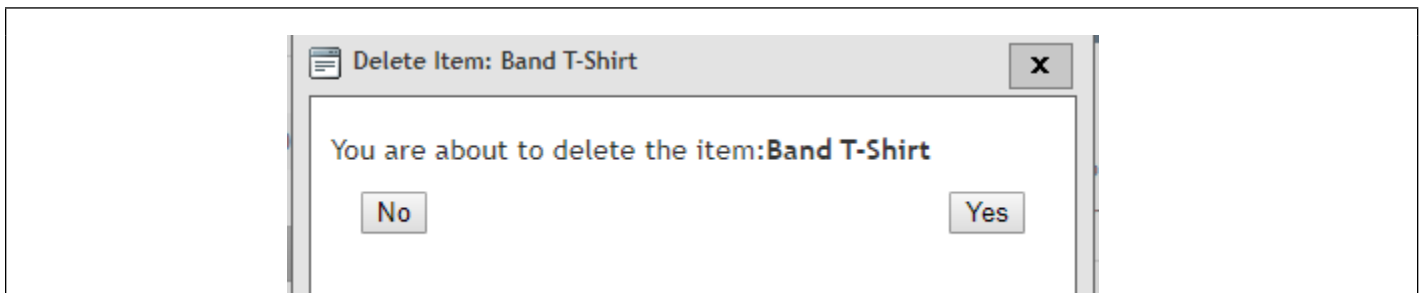 Delete Item: Band T-Shirt
x
You are about to delete the item:Band T-Shirt
No
Yes